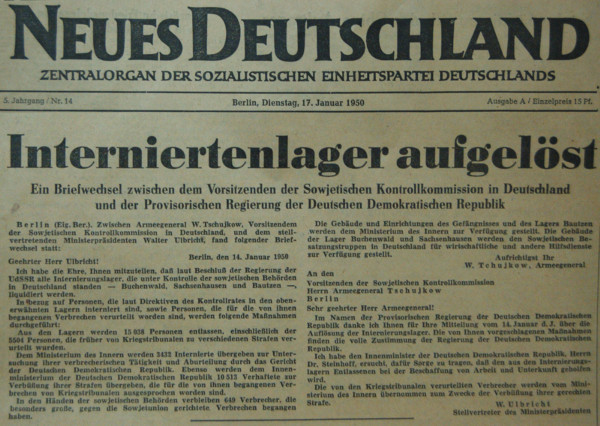 NEUES DEUTSCHLAND
ZENTRALORGAN DER SOZIALISTISCHEN EINHEITSPARTEI DEUTSCHLANDS
5. Jahrgang / Nr. 14
Berlin, Dienstag, 17. Januar 1950
Ausgabe A / Einzelpreis 15 Pf.
Interniertenlager aufgelöst
Ein Briefwechsel zwischen dem Vorsitzenden der Sowjetischen Kontrollkommission in Deutschland
und der Provisorischen Regierung der Deutschen Demokratischen Republik
Berlin (Eig. Ber.). Zwischen Armeegeneral W. Tschujkow, Vorsitzendem
der Sowjetischen Kontrollkommission in Deutschland, und dem stell-
vertretenden Ministerpräsidenten Walter Ulbricht, fand folgender Brief-
wechsel statt:
Berlin, den 14. Januar 1950
Geehrter Herr Ulbricht!
Ich habe die Ehre, Ihnen mitzuteilen, daß laut Beschluß der Regierung der
UdSSR alle Internierungslager, die unter Kontrolle der sowjetischen Behörden
in Deutschland standen — Buchenwald, Sachsenhausen und Bautzen —,
liquidiert werden.
In bezug auf Personen, die laut Direktiven des Kontrollrates in den oben-
erwähnten Lagern interniert sind, sowie Personen, die für die von ihnen
begangenen Verbrechen verurteilt worden sind, werden folgende Maßnahmen
durchgeführt:
Aus den Lagern werden 15 038 Personen entlassen, einschließlich der
5504 Personen, die früher von Kriegstribunalen zu verschiedenen Strafen ver-
urteilt wurden.
Dem Ministerium des Innern werden 3432 Internierte übergeben zur Unter-
suchung ihrer verbrecherischen Tätigkeit und Aburteilung durch das Gericht
der Deutschen Demokratischen Republik. Ebenso werden dem Innen-
ministerium der Deutschen Demokratischen Republik 10 513 Verhaftete zur
Verbüßung ihrer Strafen übergeben, die für die von ihnen begangenen Ver-
brechen von Kriegstribunalen ausgesprochen worden sind.
In den Händen der sowjetischen Behörden verbleiben 649 Verbrecher, die
besonders große, gegen die Sowjetunion gerichtete Verbrechen begangen
haben.
Die Gebäude und Einrichtungen des Gefängnisses und des Lagers Bautzen
werden dem Ministerium des Innern zur Verfügung gestellt. Die Gebäude
der Lager Buchenwald und Sachsenhausen werden den Sowjetischen Be-
satzungstruppen in Deutschland für wirtschaftliche und andere Hilfsdienste
zur Verfügung gestellt.
Aufrichtigst Ihr
W. Tschujkow, Armeegeneral
An den
Vorsitzenden der Sowjetischen Kontrollkommission
Herrn Armeegeneral Tschujkow
Berlin
Sehr geehrter Herr Armeegeneral!
Im Namen der Provisorischen Regierung der Deutschen Demokratischen
Republik danke ich Ihnen für Ihre Mitteilung vom 14. Januar d. J. über die
Auflösung der Internierungslager. Die von Ihnen vorgeschlagenen Maßnahmen
finden die volle Zustimmung der Regierung der Deutschen Demokratischen
Republik.
Ich habe den Innenminister der Deutschen Demokratischen Republik, Herrn
Dr. Steinhoff, ersucht, dafür Sorge zu tragen, daß den aus den Internierungs-
lagern Entlassenen bei der Beschaffung von Arbeit und Unterkunft geholfen
wird.
Die von den Kriegstribunalen verurteilten Verbrecher werden vom Mini-
sterium des Innern übernommen zum Zwecke der Verbüßung ihrer gerechten
Strafe.
W. Ulbricht
Stellvertreter des Ministerpräsidenten